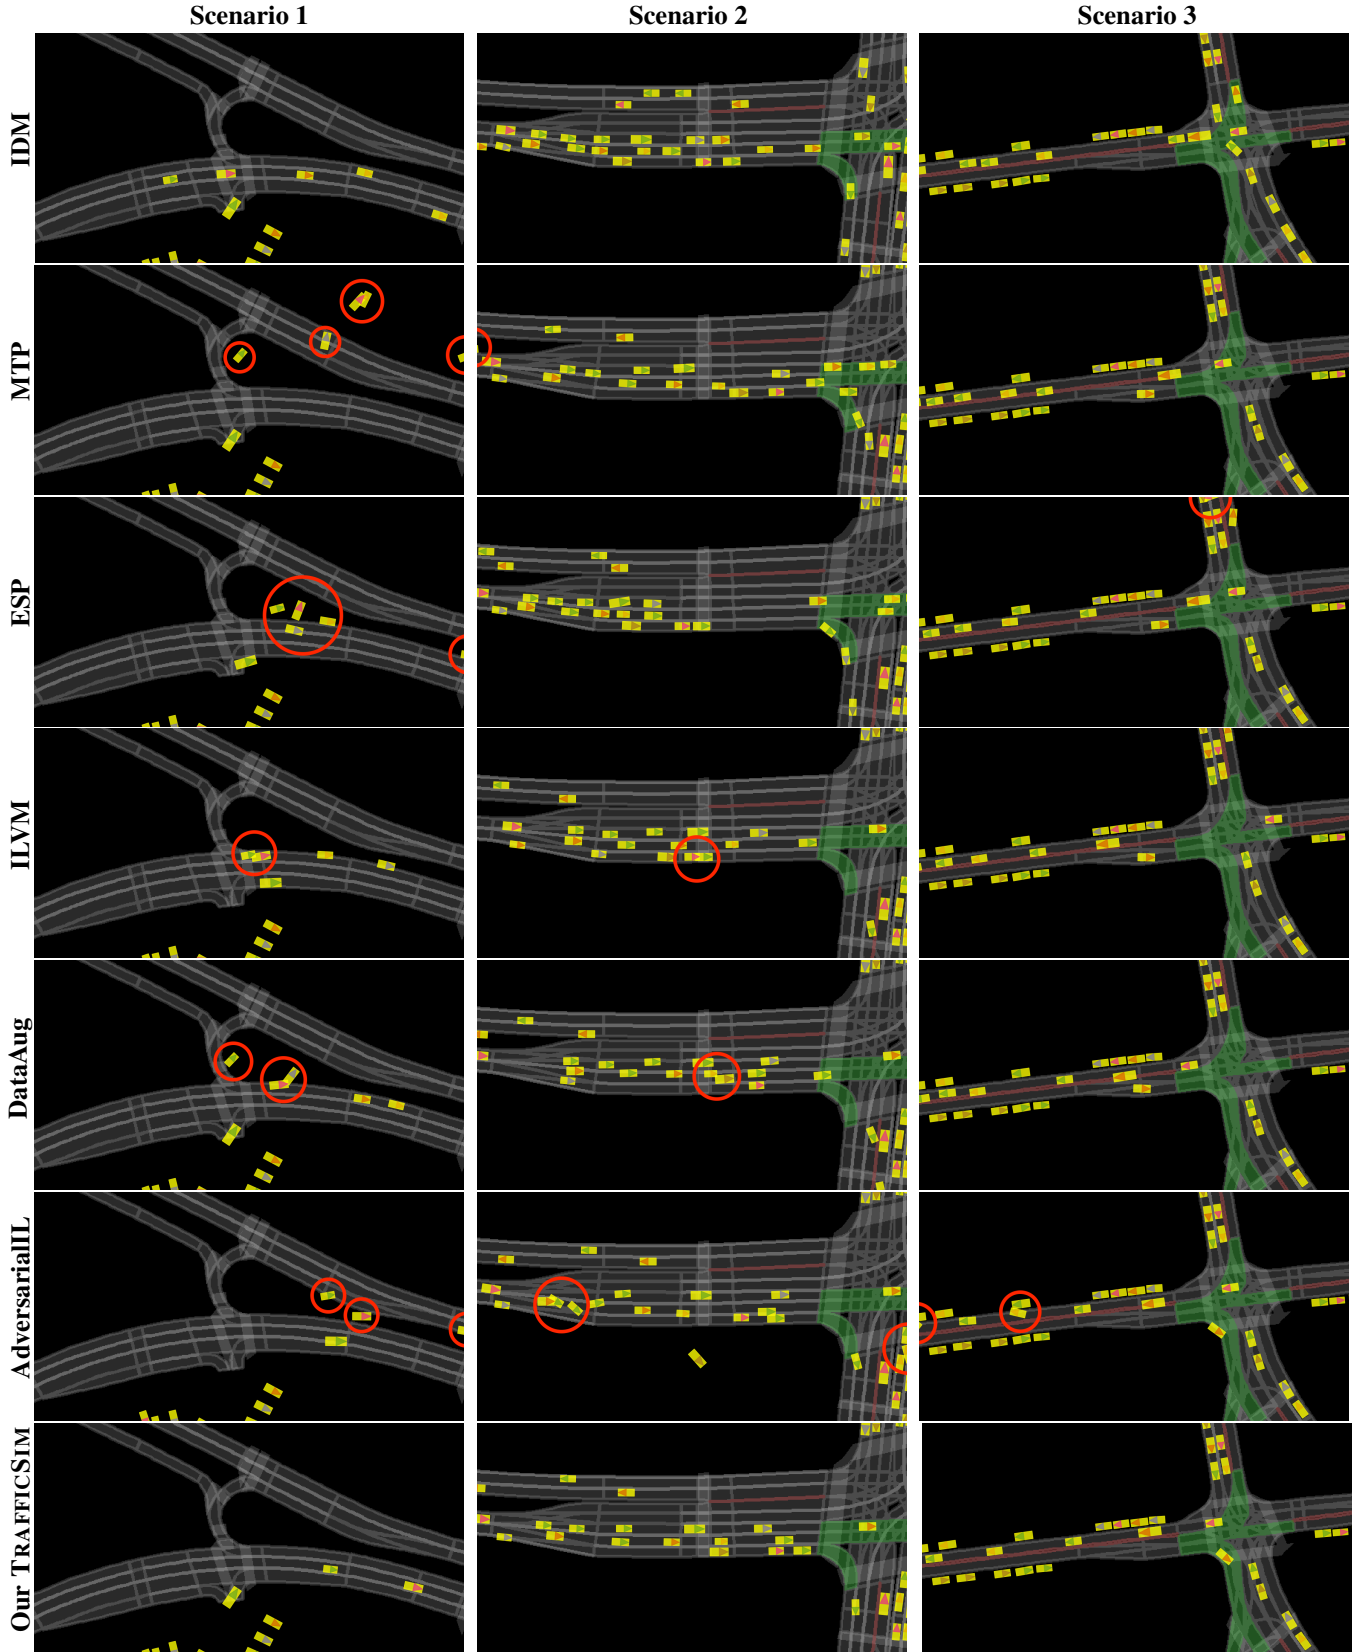 Scenario 1
Scenario 2
Scenario 3
IDM
MTP
ESP
ILVM
DataAug
AdversarialIL
Our TRAFFICSIM